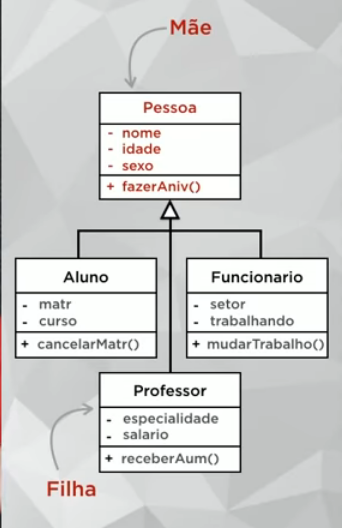 Mãe
Pessoa
- nome
- idade
- sexo
+ fazerAniv()
Aluno
- matr
- curso
+ cancelarMatr()
Funcionario
- setor
- trabalhando
+ mudarTrabalho()
Professor
- especialidade
- salario
+ receberAum()
Filha